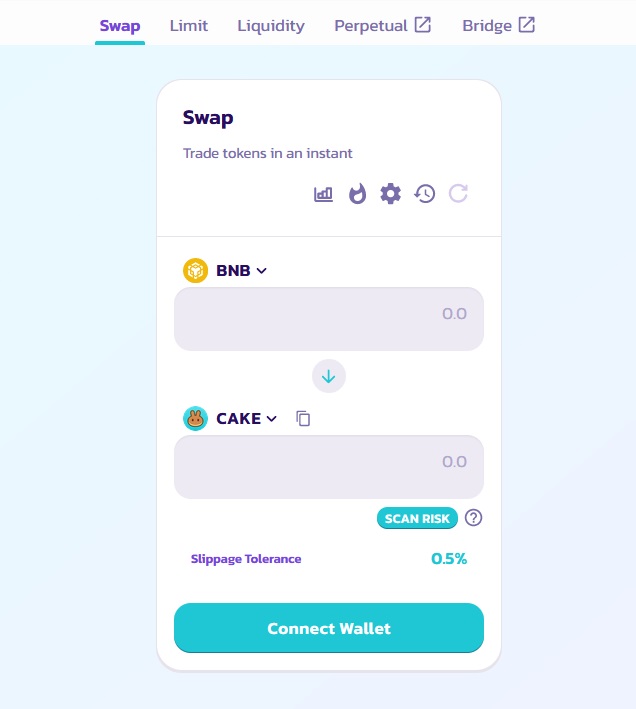 Swap Limit Liquidity Perpetual Bridge
Swap
Trade tokens in an instant
BNB
0.0
CAKE
0.0
SCAN RISK
Slippage Tolerance 0.5%
Connect Wallet